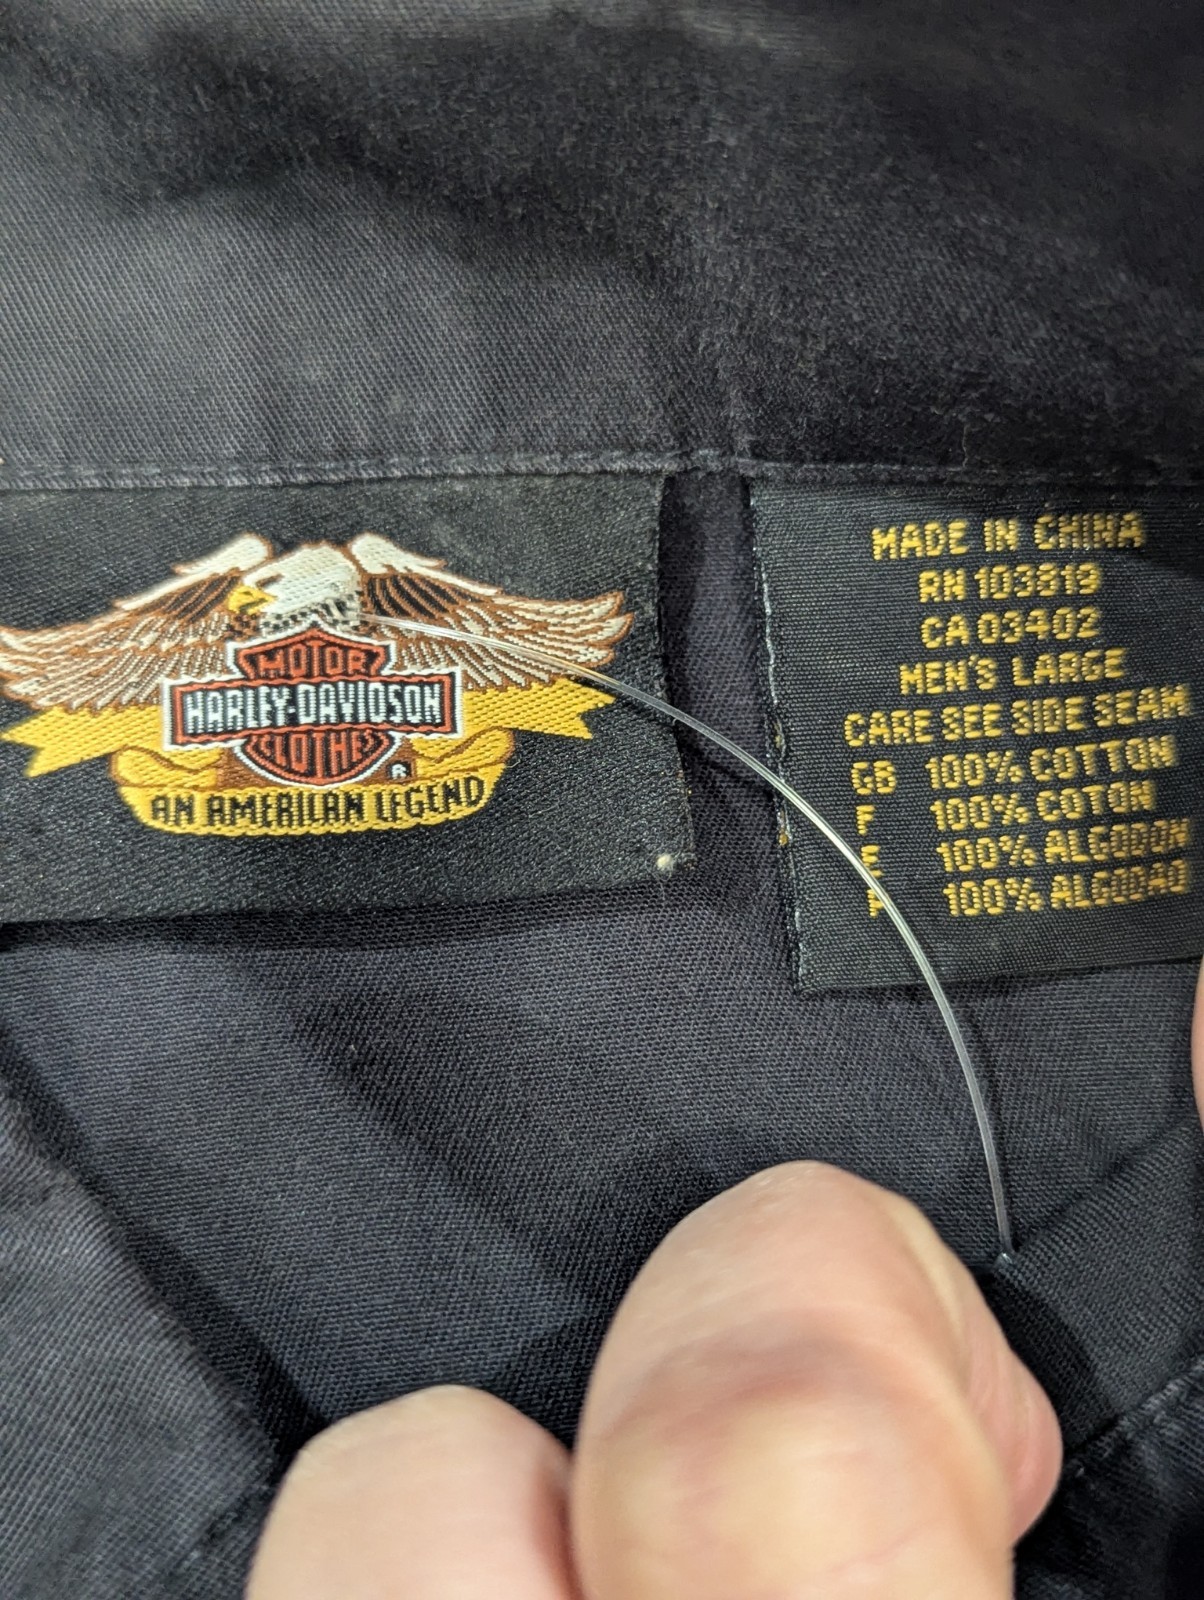 MOTOR
HARLEY-DAVIDSON
CLOTHES
®
AN AMERICAN LEGEND
MADE IN CHINA
RN 103819
CA 03402
MEN'S LARGE
CARE SEE SIDE SEAM
GB 100% COTTON
F 100% COTON
E 100% ALGODON
P 100% ALGODAO